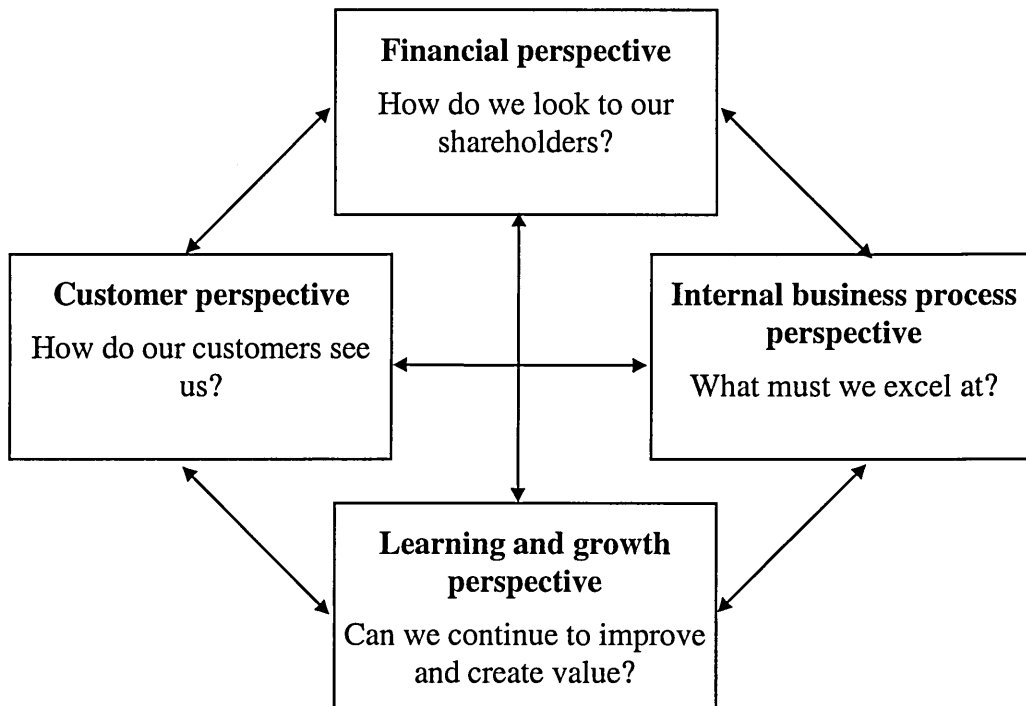 Financial perspective
How do we look to our
shareholders?
Customer perspective
How do our customers see
us?
Internal business process
perspective
What must we excel at?
Learning and growth
perspective
Can we continue to improve
and create value?